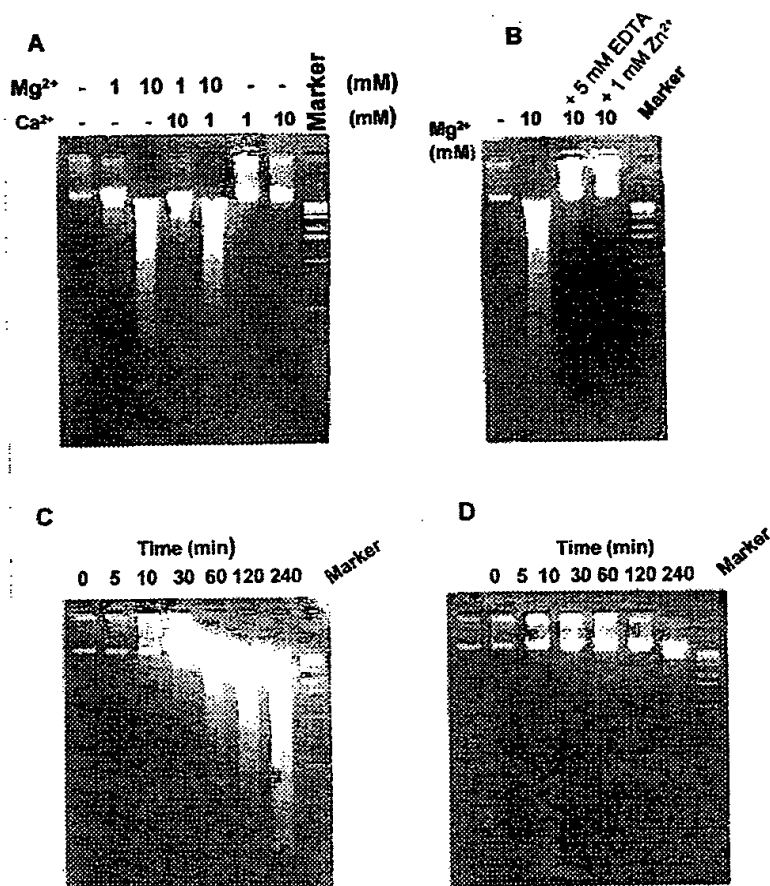 A
Mg²⁺ - 1 10 1 10 - - (mM)
Ca²⁺ - - - 10 1 1 10 (mM)
Marker
B
+ 5 mM EDTA
+ 1 mM Zn²⁺
Marker
Mg²⁺ - 10 10 10
(mM)
C
Time (min)
0 5 10 30 60 120 240 Marker
D
Time (min)
0 5 10 30 60 120 240 Marker